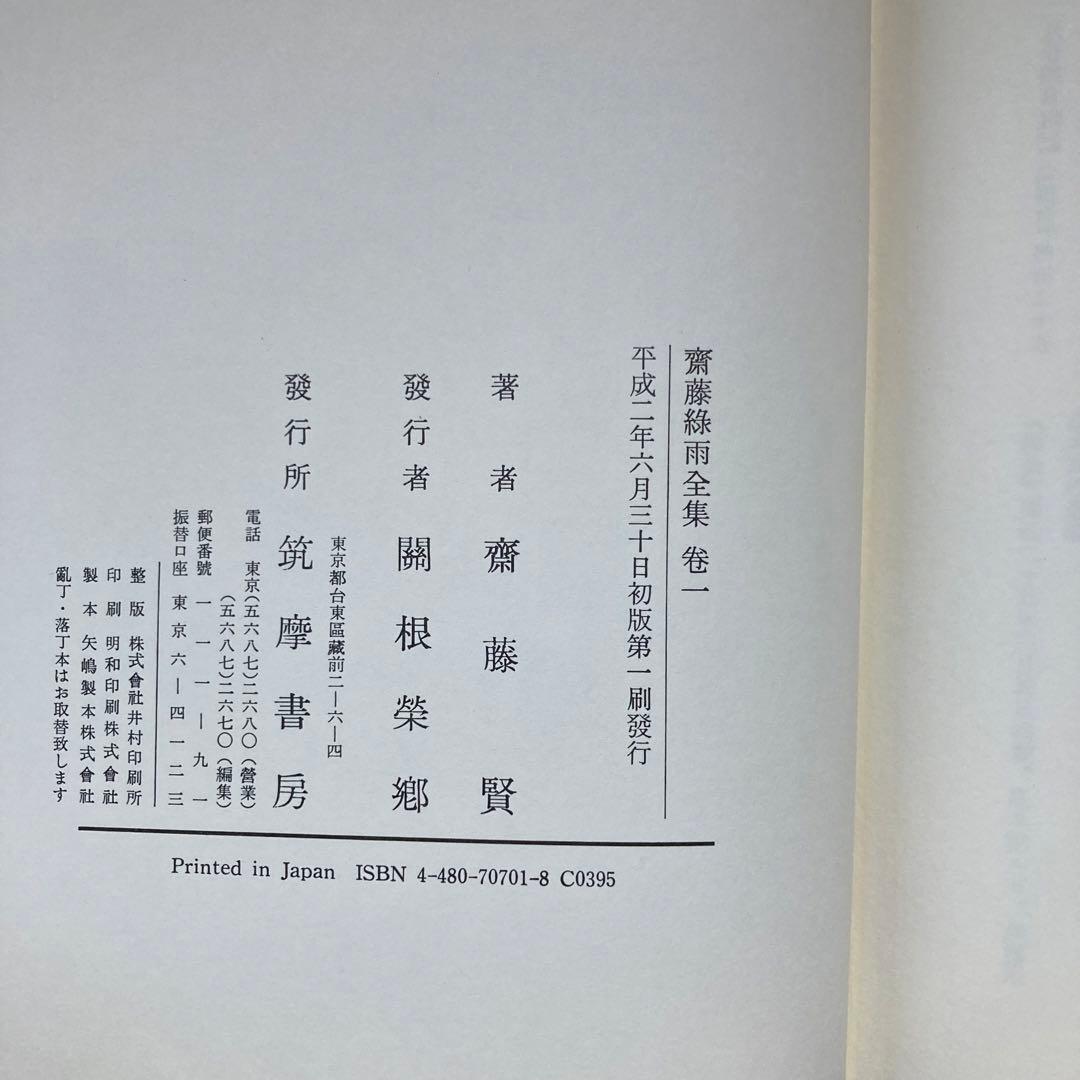 齋藤綠雨全集 卷一
平成二年六月三十日初版第一刷發行
著者 齋藤賢
發行者 關根榮鄕
東京都台東區藏前二―六―四
發行所 筑摩書房
電話 東京(五六八七)二六八〇(營業)
(五六八七)二六七〇(編集)
郵便番號 一一一―九一
振替口座 東京六―四一二三
整版 株式會社井村印刷所
印刷 明和印刷株式會社
製本 矢嶋製本株式會社
亂丁・落丁本はお取替致します
Printed in Japan ISBN 4-480-70701-8 C0395